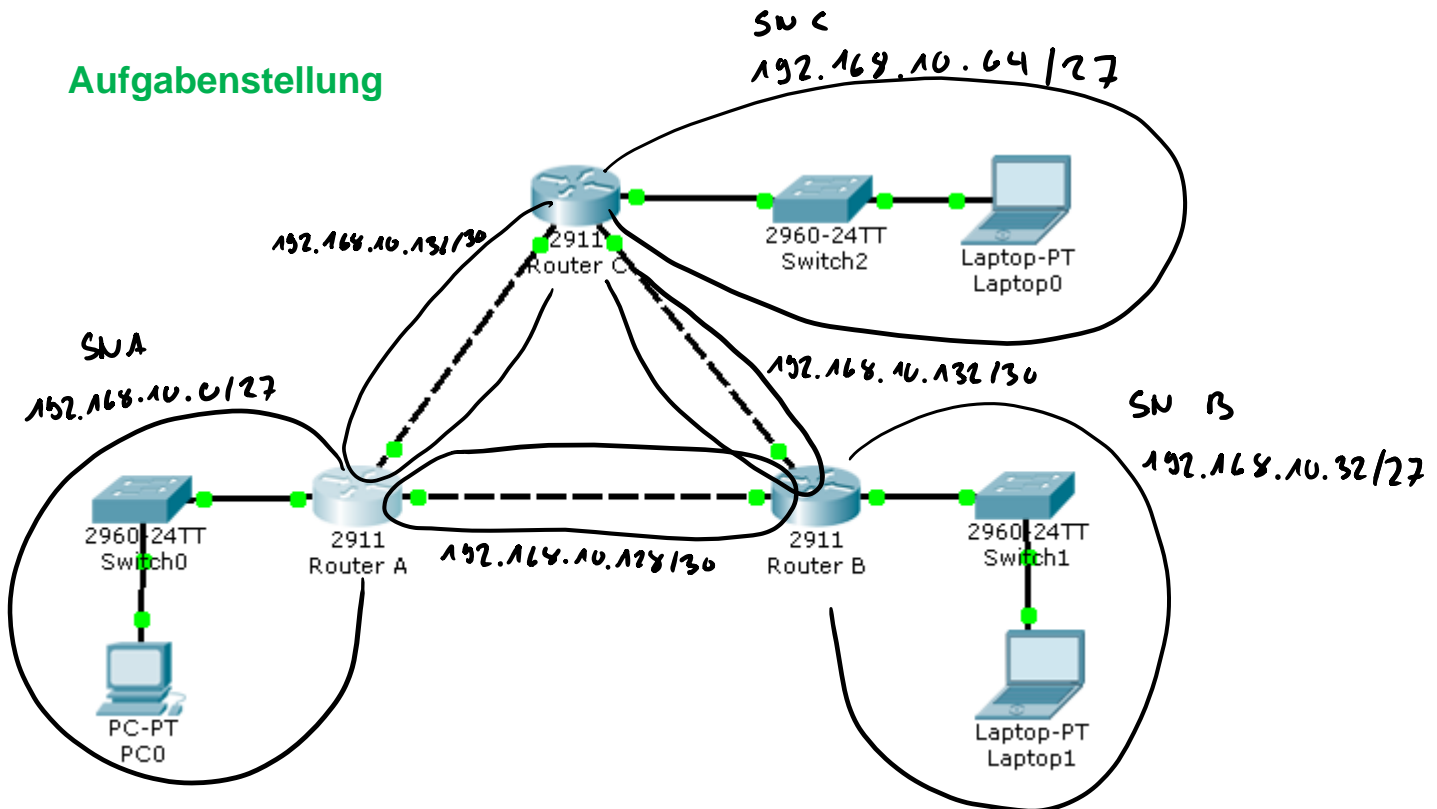 SN C
192.168.10.64/27
Aufgabenstellung
2911
Router C
2960-24TT
Switch2
Laptop-PT
Laptop0
192.168.10.136/30
SN A
192.168.10.0/27
192.168.10.132/30
SN B
192.168.10.32/27
2960-24TT
Switch0
2911
Router A
192.168.10.128/30
2911
Router B
2960-24TT
Switch1
PC-PT
PC0
Laptop-PT
Laptop1